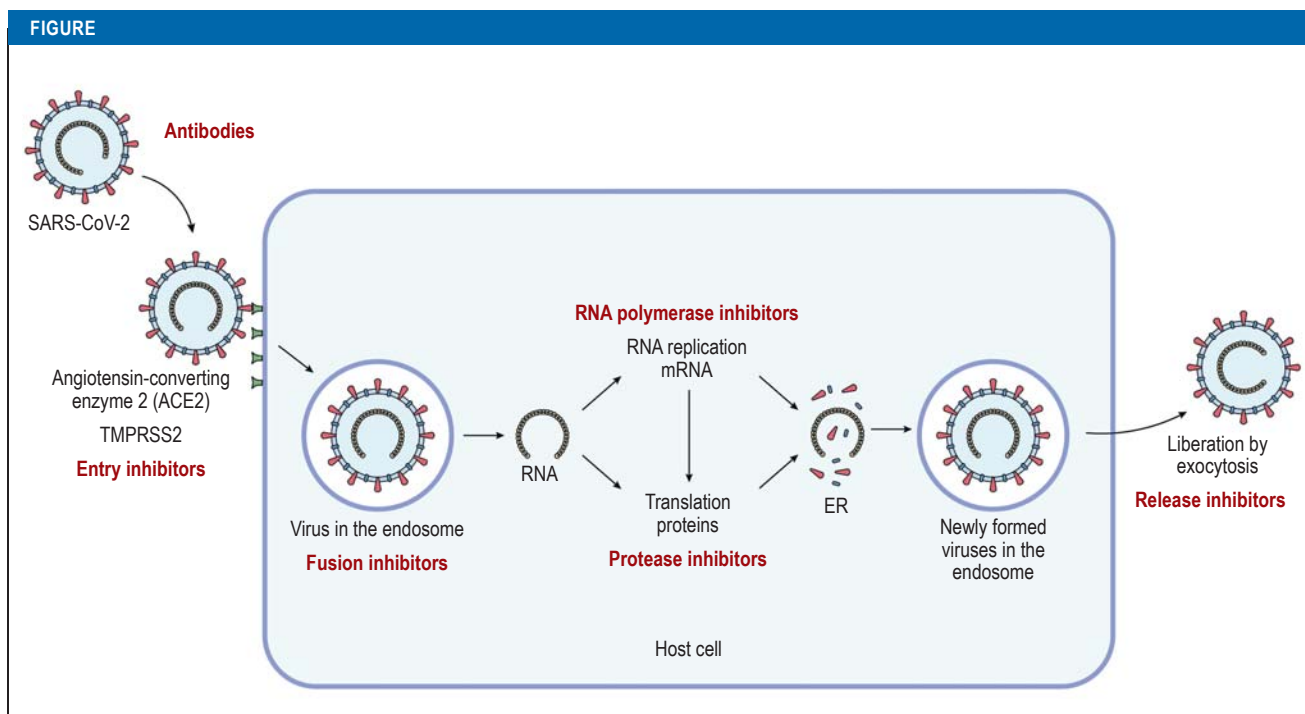 FIGURE
Antibodies
SARS-CoV-2
Angiotensin-converting
enzyme 2 (ACE2)
TMPRSS2
Entry inhibitors
Virus in the endosome
Fusion inhibitors
RNA
RNA polymerase inhibitors
RNA replication
mRNA
Translation
proteins
Protease inhibitors
ER
Newly formed
viruses in the
endosome
Liberation by
exocytosis
Release inhibitors
Host cell